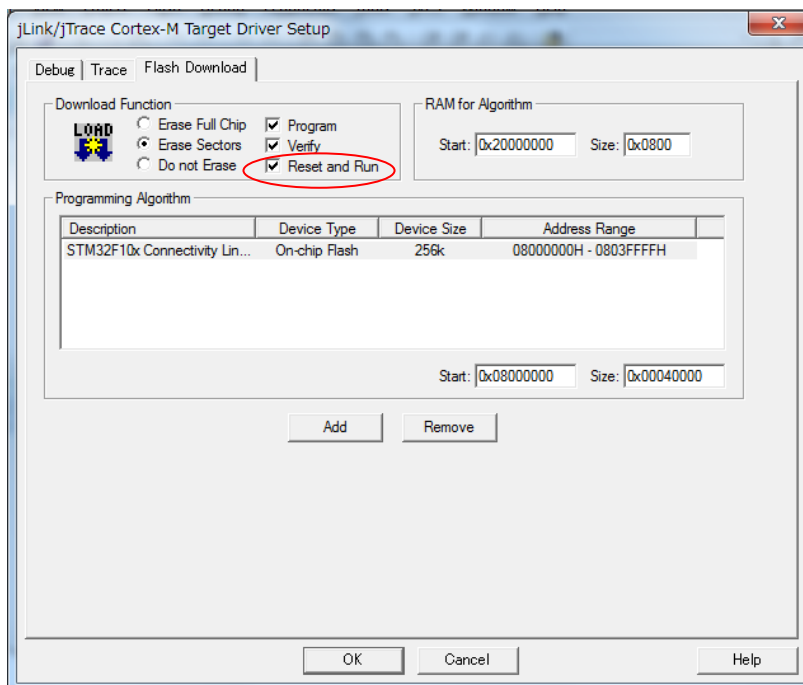 jLink/jTrace Cortex-M Target Driver Setup
Debug Trace Flash Download
Download Function
LOAD
Erase Full Chip
Erase Sectors
Do not Erase
Program
Verify
Reset and Run
RAM for Algorithm
Start: 0x20000000 Size: 0x0800
Programming Algorithm
Description Device Type Device Size Address Range
STM32F10x Connectivity Lin... On-chip Flash 256k 08000000H - 0803FFFFH
Start: 0x08000000 Size: 0x00040000
Add Remove
OK Cancel Help